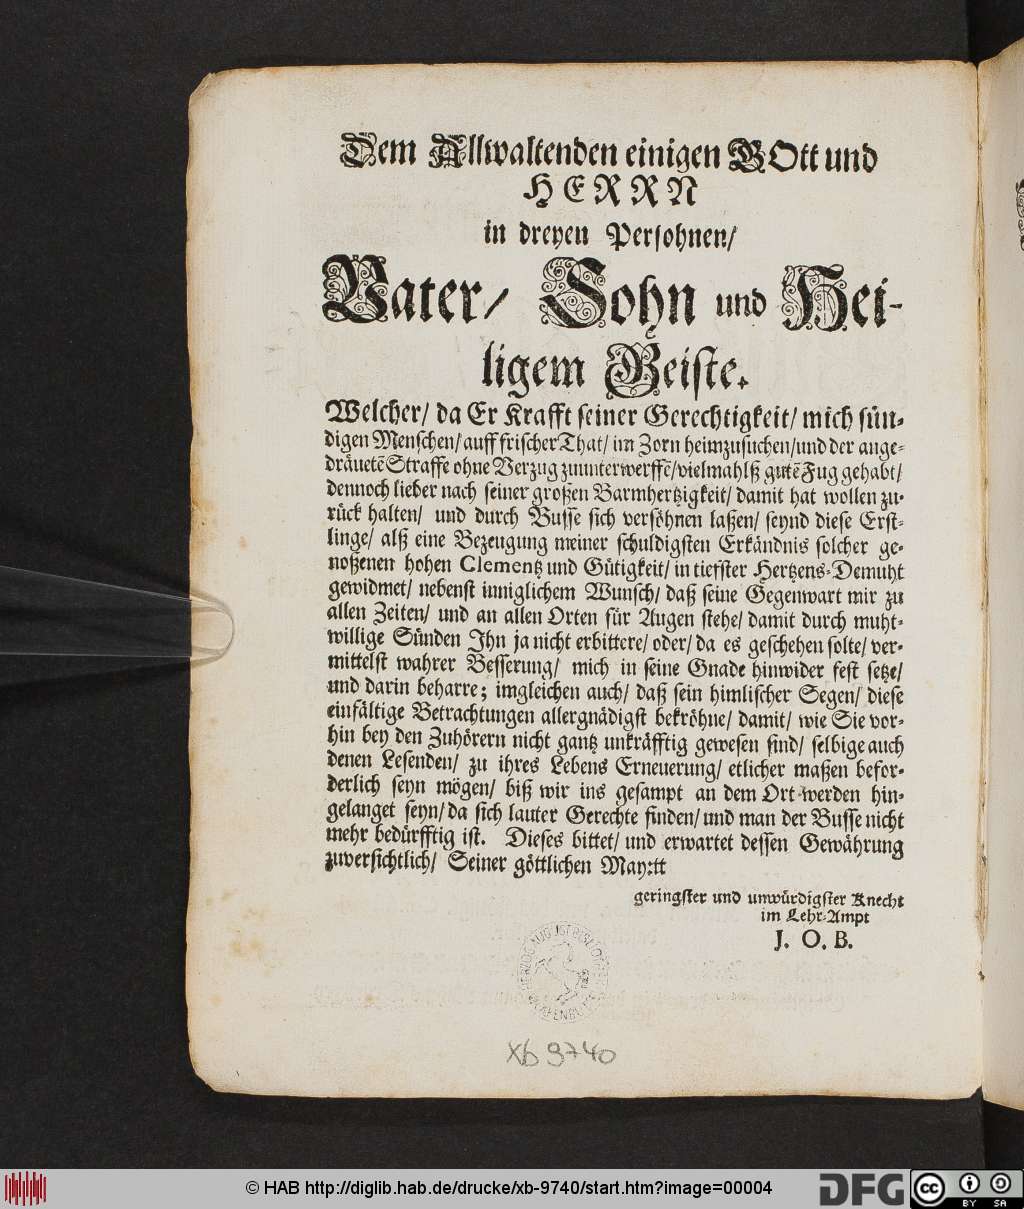 Dem Allwaltenden einigen GOtt und
HERRN
in dreyen Persohnen/
Vater/ Sohn und Hei-
ligem Geiste.
Welcher/ da Er Krafft seiner Gerechtigkeit/ mich sün-
digen Menschen/ auff frischer That/ im Zorn heimzusuchen/ und der ange-
dräuetẽ Straffe ohne Verzug zuunterwerffẽ/ vielmahlß gutẽ Fug gehabt/
dennoch lieber nach seiner großen Barmhertzigkeit/ damit hat wollen zu-
rück halten/ und durch Busse sich versöhnen laßen/ seynd diese Erst-
linge/ alß eine Bezeugung meiner schuldigsten Erkändnis solcher ge-
noßenen hohen Clementz und Gütigkeit/ in tiefster Hertzens-Demuht
gewidmet/ nebenst inniglichem Wunsch/ daß seine Gegenwart mir zu
allen Zeiten/ und an allen Orten für Augen stehe/ damit durch muht-
willige Sünden Ihn ja nicht erbittere/ oder/ da es geschehen solte/ ver-
mittelst wahrer Besserung/ mich in seine Gnade hinwider fest setze/
und darin beharre; imgleichen auch/ daß sein himlischer Segen/ diese
einfältige Betrachtungen allergnädigst bekröhne/ damit/ wie Sie vor-
hin bey den Zuhörern nicht gantz unkräfftig gewesen sind/ selbige auch
denen Lesenden/ zu ihres Lebens Erneuerung/ etlicher maßen befor-
derlich seyn mögen/ biß wir ins gesampt an dem Ort werden hin-
gelanget seyn/ da sich lauter Gerechte finden/ und man der Busse nicht
mehr bedürfftig ist. Dieses bittet/ und erwartet dessen Gewährung
zuversichtlich/ Seiner göttlichen May:tt
geringster und unwürdigster Knecht
im Lehr-Ampt
J. O. B.
HERZOG AUGUST BIBLIOTHEK
WOLFENBÜTTEL
Xb 9740
© HAB http://diglib.hab.de/drucke/xb-9740/start.htm?image=00004
DFG
cc
BY SA